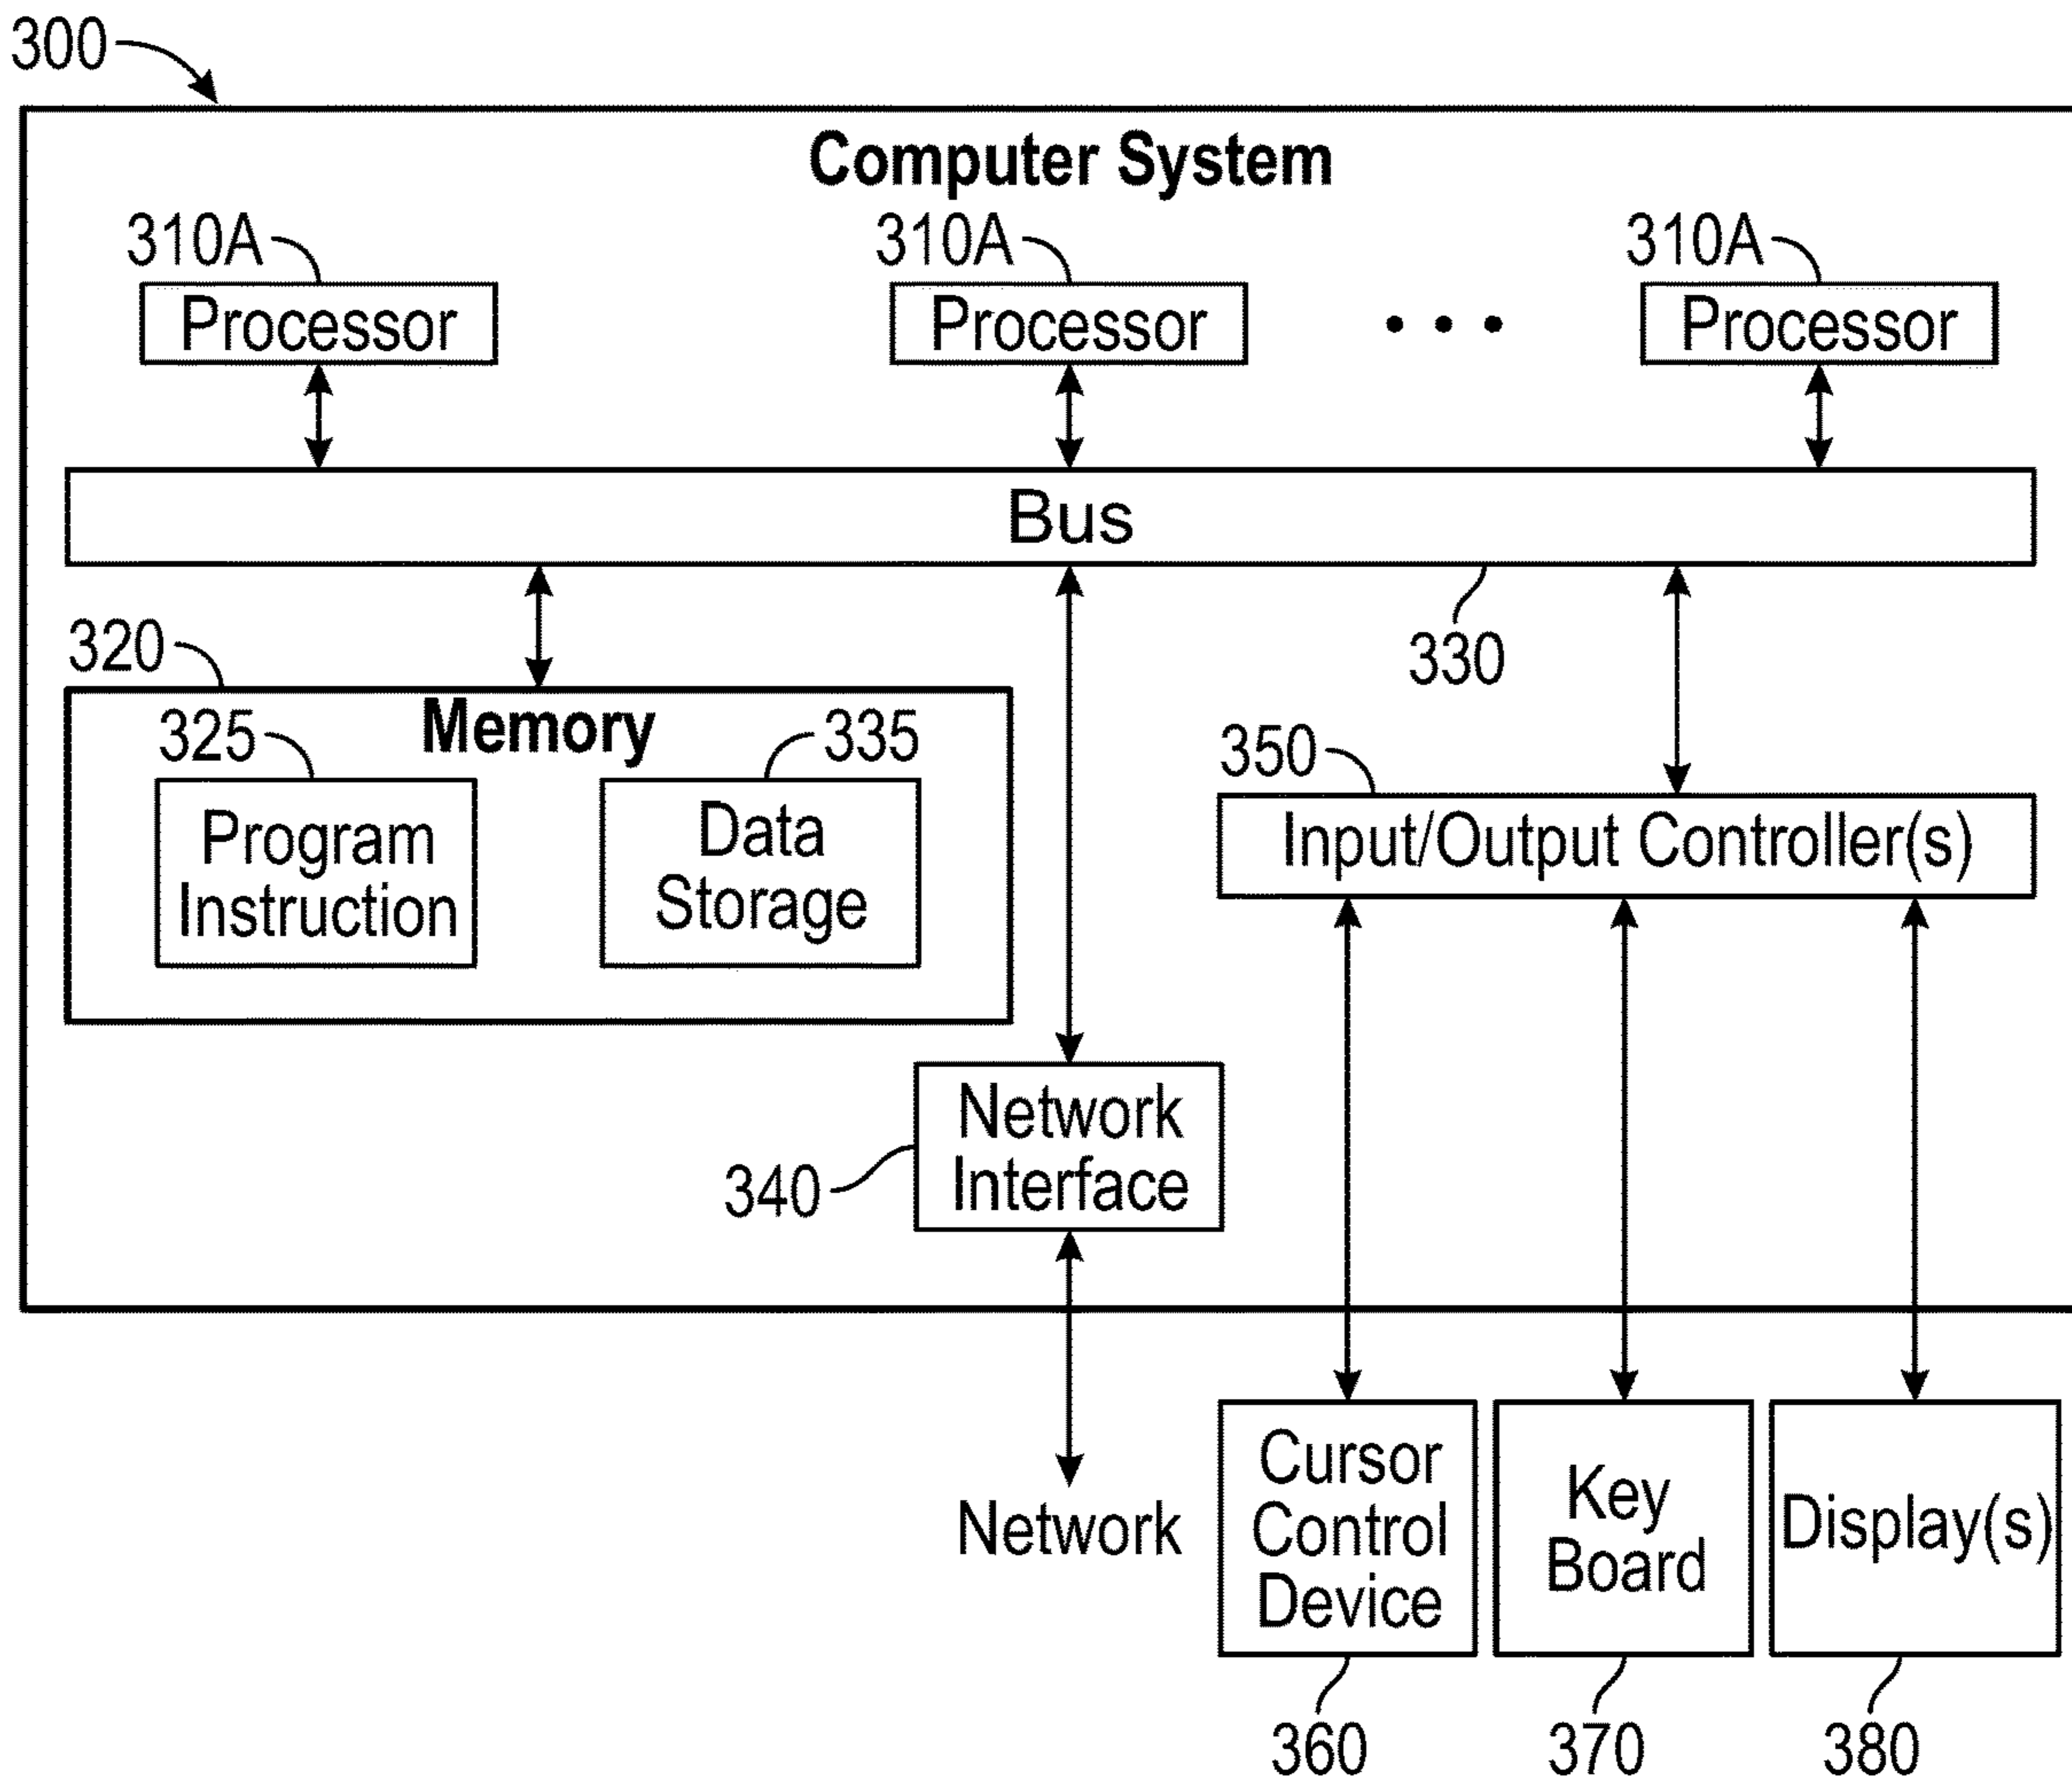 300
Computer System
310A
310A
310A
Processor
Processor
Processor
Bus
330
320
Memory
325
335
Program
Instruction
Data
Storage
350
Input/Output Controller(s)
340
Network
Interface
Network
Cursor
Control
Device
Key
Board
Display(s)
360
370
380